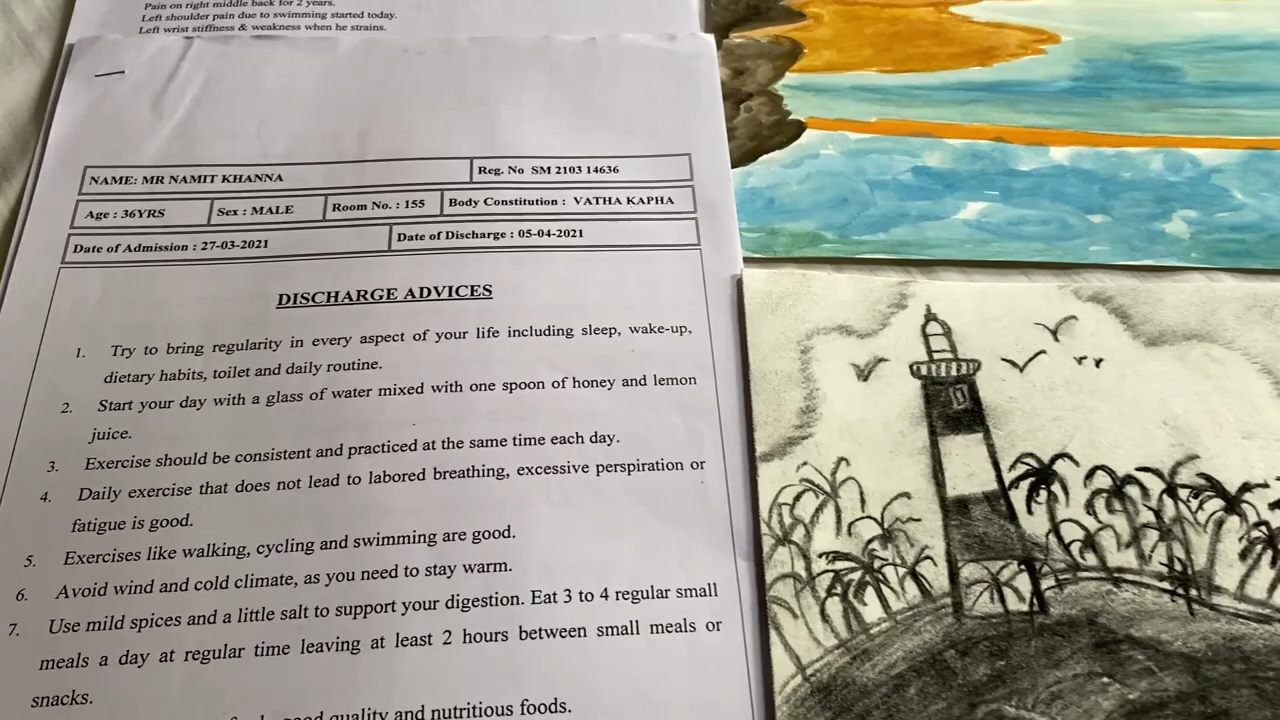 Pain on right middle back for 2 years.
Left shoulder pain due to swimming started today.
Left wrist stiffness & weakness when he strains.
NAME: MR NAMIT KHANNA
Reg. No SM 2103 14636
Age : 36YRS
Sex : MALE
Room No. : 155
Body Constitution : VATHA KAPHA
Date of Admission : 27-03-2021
Date of Discharge : 05-04-2021
DISCHARGE ADVICES
1. Try to bring regularity in every aspect of your life including sleep, wake-up,
dietary habits, toilet and daily routine.
2. Start your day with a glass of water mixed with one spoon of honey and lemon
juice.
3. Exercise should be consistent and practiced at the same time each day.
4. Daily exercise that does not lead to labored breathing, excessive perspiration or
fatigue is good.
5. Exercises like walking, cycling and swimming are good.
6. Avoid wind and cold climate, as you need to stay warm.
7. Use mild spices and a little salt to support your digestion. Eat 3 to 4 regular small
meals a day at regular time leaving at least 2 hours between small meals or
snacks.
quality and nutritious foods.